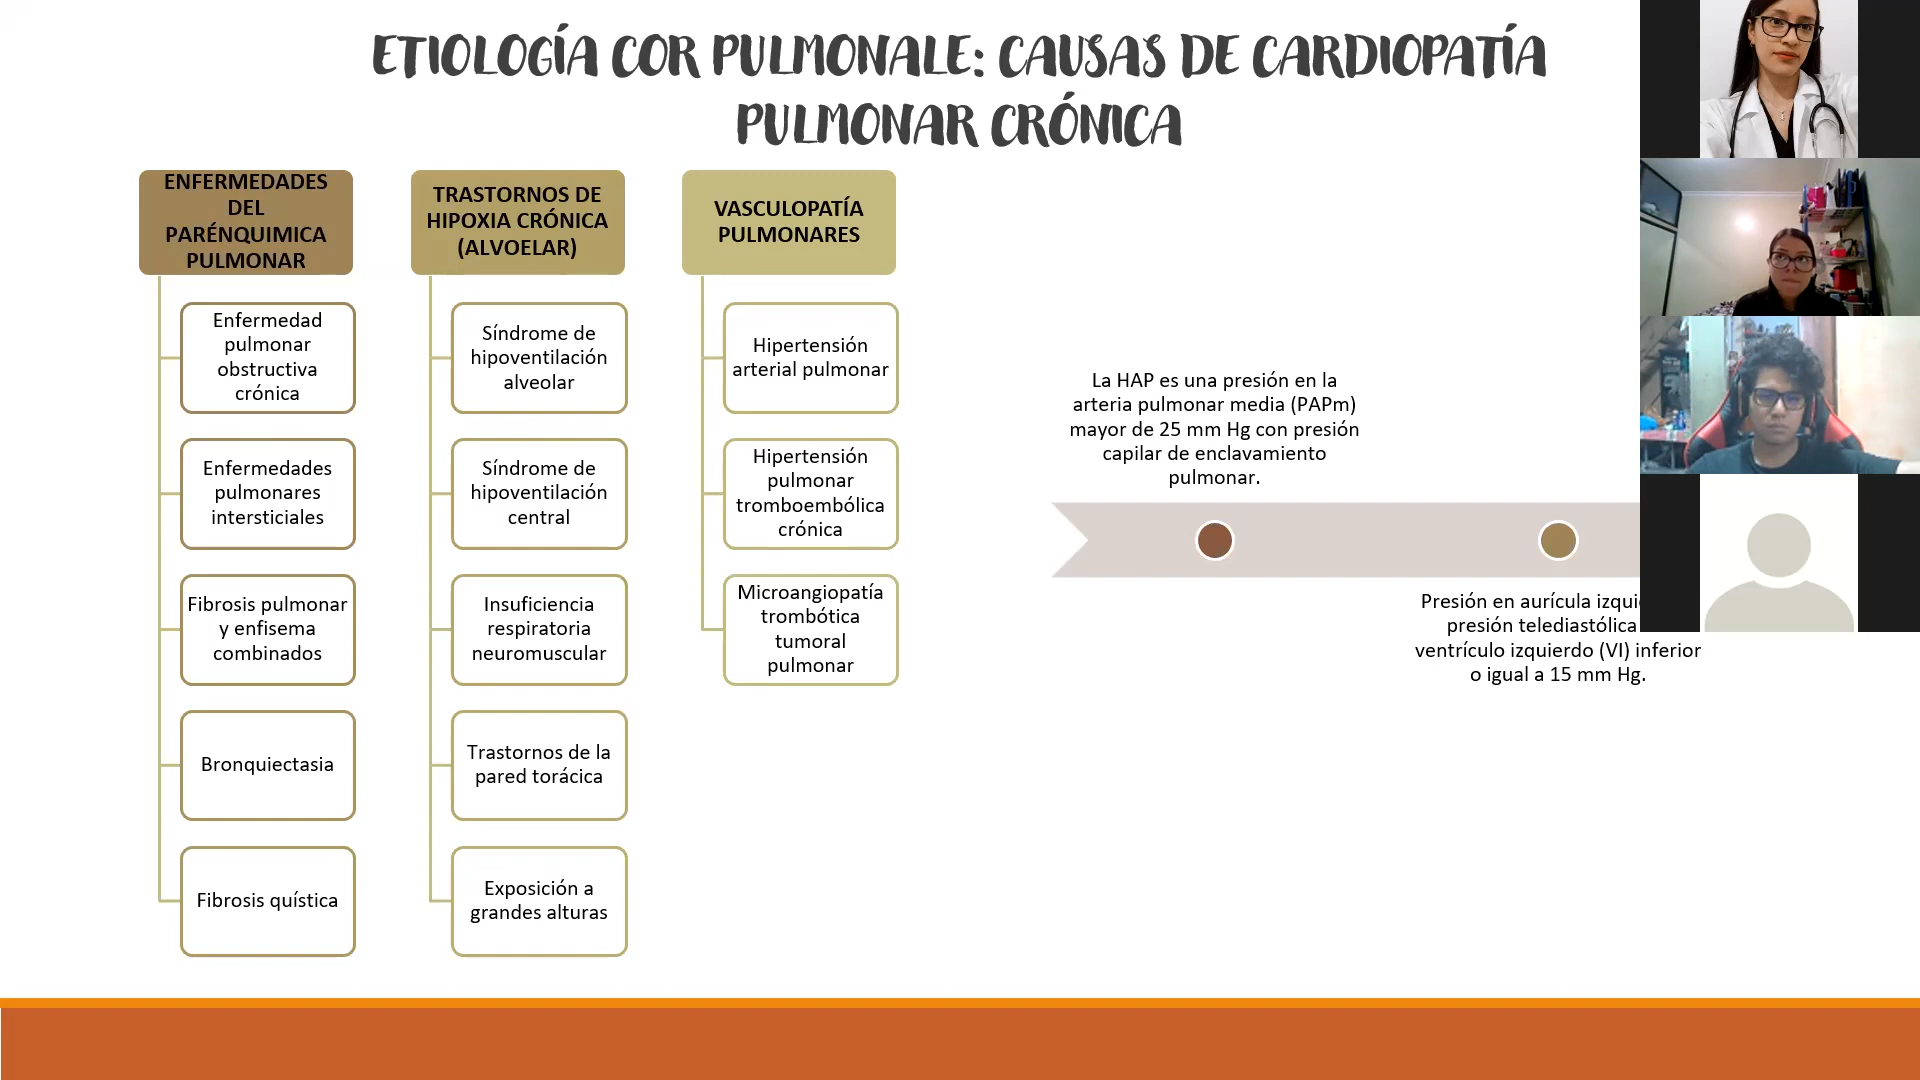 ETIOLOGÍA COR PULMONALE: CAUSAS DE CARDIOPATÍA
PULMONAR CRÓNICA
ENFERMEDADES
DEL
PARÉNQUIMICA
PULMONAR
Enfermedad
pulmonar
obstructiva
crónica
Enfermedades
pulmonares
intersticiales
Fibrosis pulmonar
y enfisema
combinados
Bronquiectasia
Fibrosis quística
TRASTORNOS DE
HIPOXIA CRÓNICA
(ALVOELAR)
Síndrome de
hipoventilación
alveolar
Síndrome de
hipoventilación
central
Insuficiencia
respiratoria
neuromuscular
Trastornos de la
pared torácica
Exposición a
grandes alturas
VASCULOPATÍA
PULMONARES
Hipertensión
arterial pulmonar
Hipertensión
pulmonar
tromboembólica
crónica
Microangiopatía
trombótica
tumoral
pulmonar
La HAP es una presión en la
arteria pulmonar media (PAPm)
mayor de 25 mm Hg con presión
capilar de enclavamiento
pulmonar.
Presión en aurícula
presión telediastólica
ventrículo izquierdo (VI) inferior
o igual a 15 mm Hg.